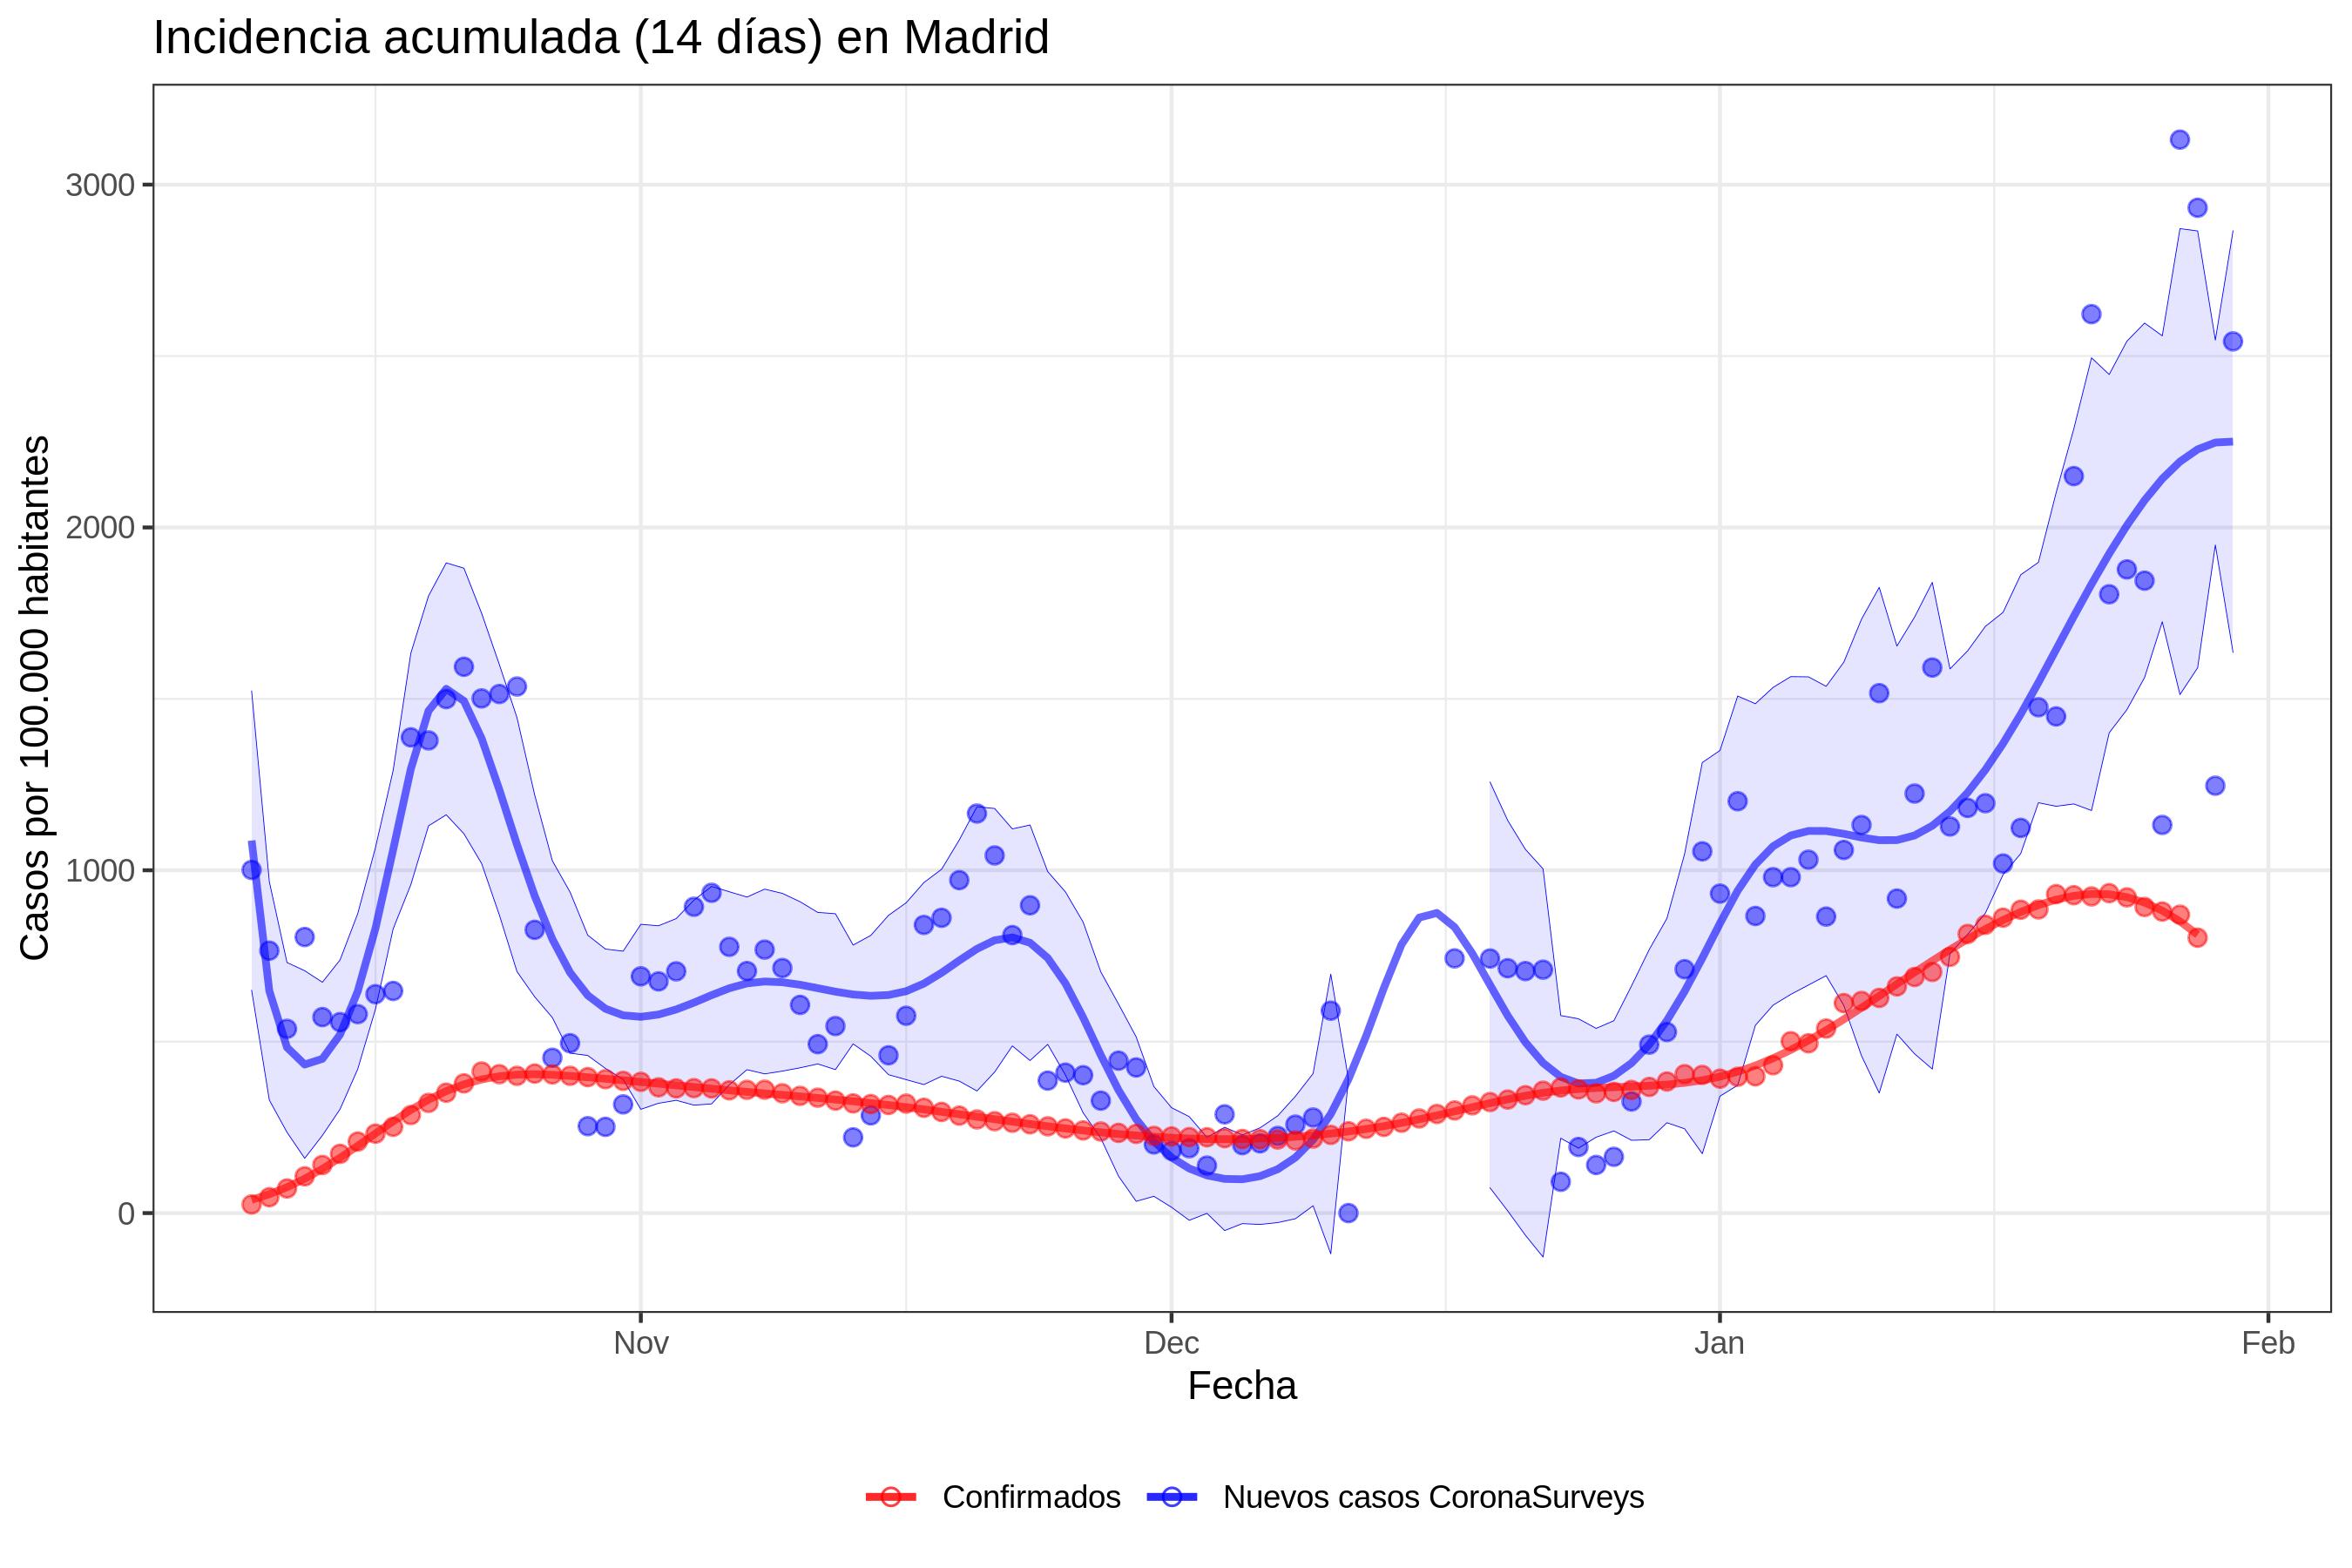 Incidencia acumulada (14 días) en Madrid
Casos por 100.000 habitantes
3000
2000
1000
0
Nov
Dec
Jan
Feb
Fecha
Confirmados
Nuevos casos CoronaSurveys